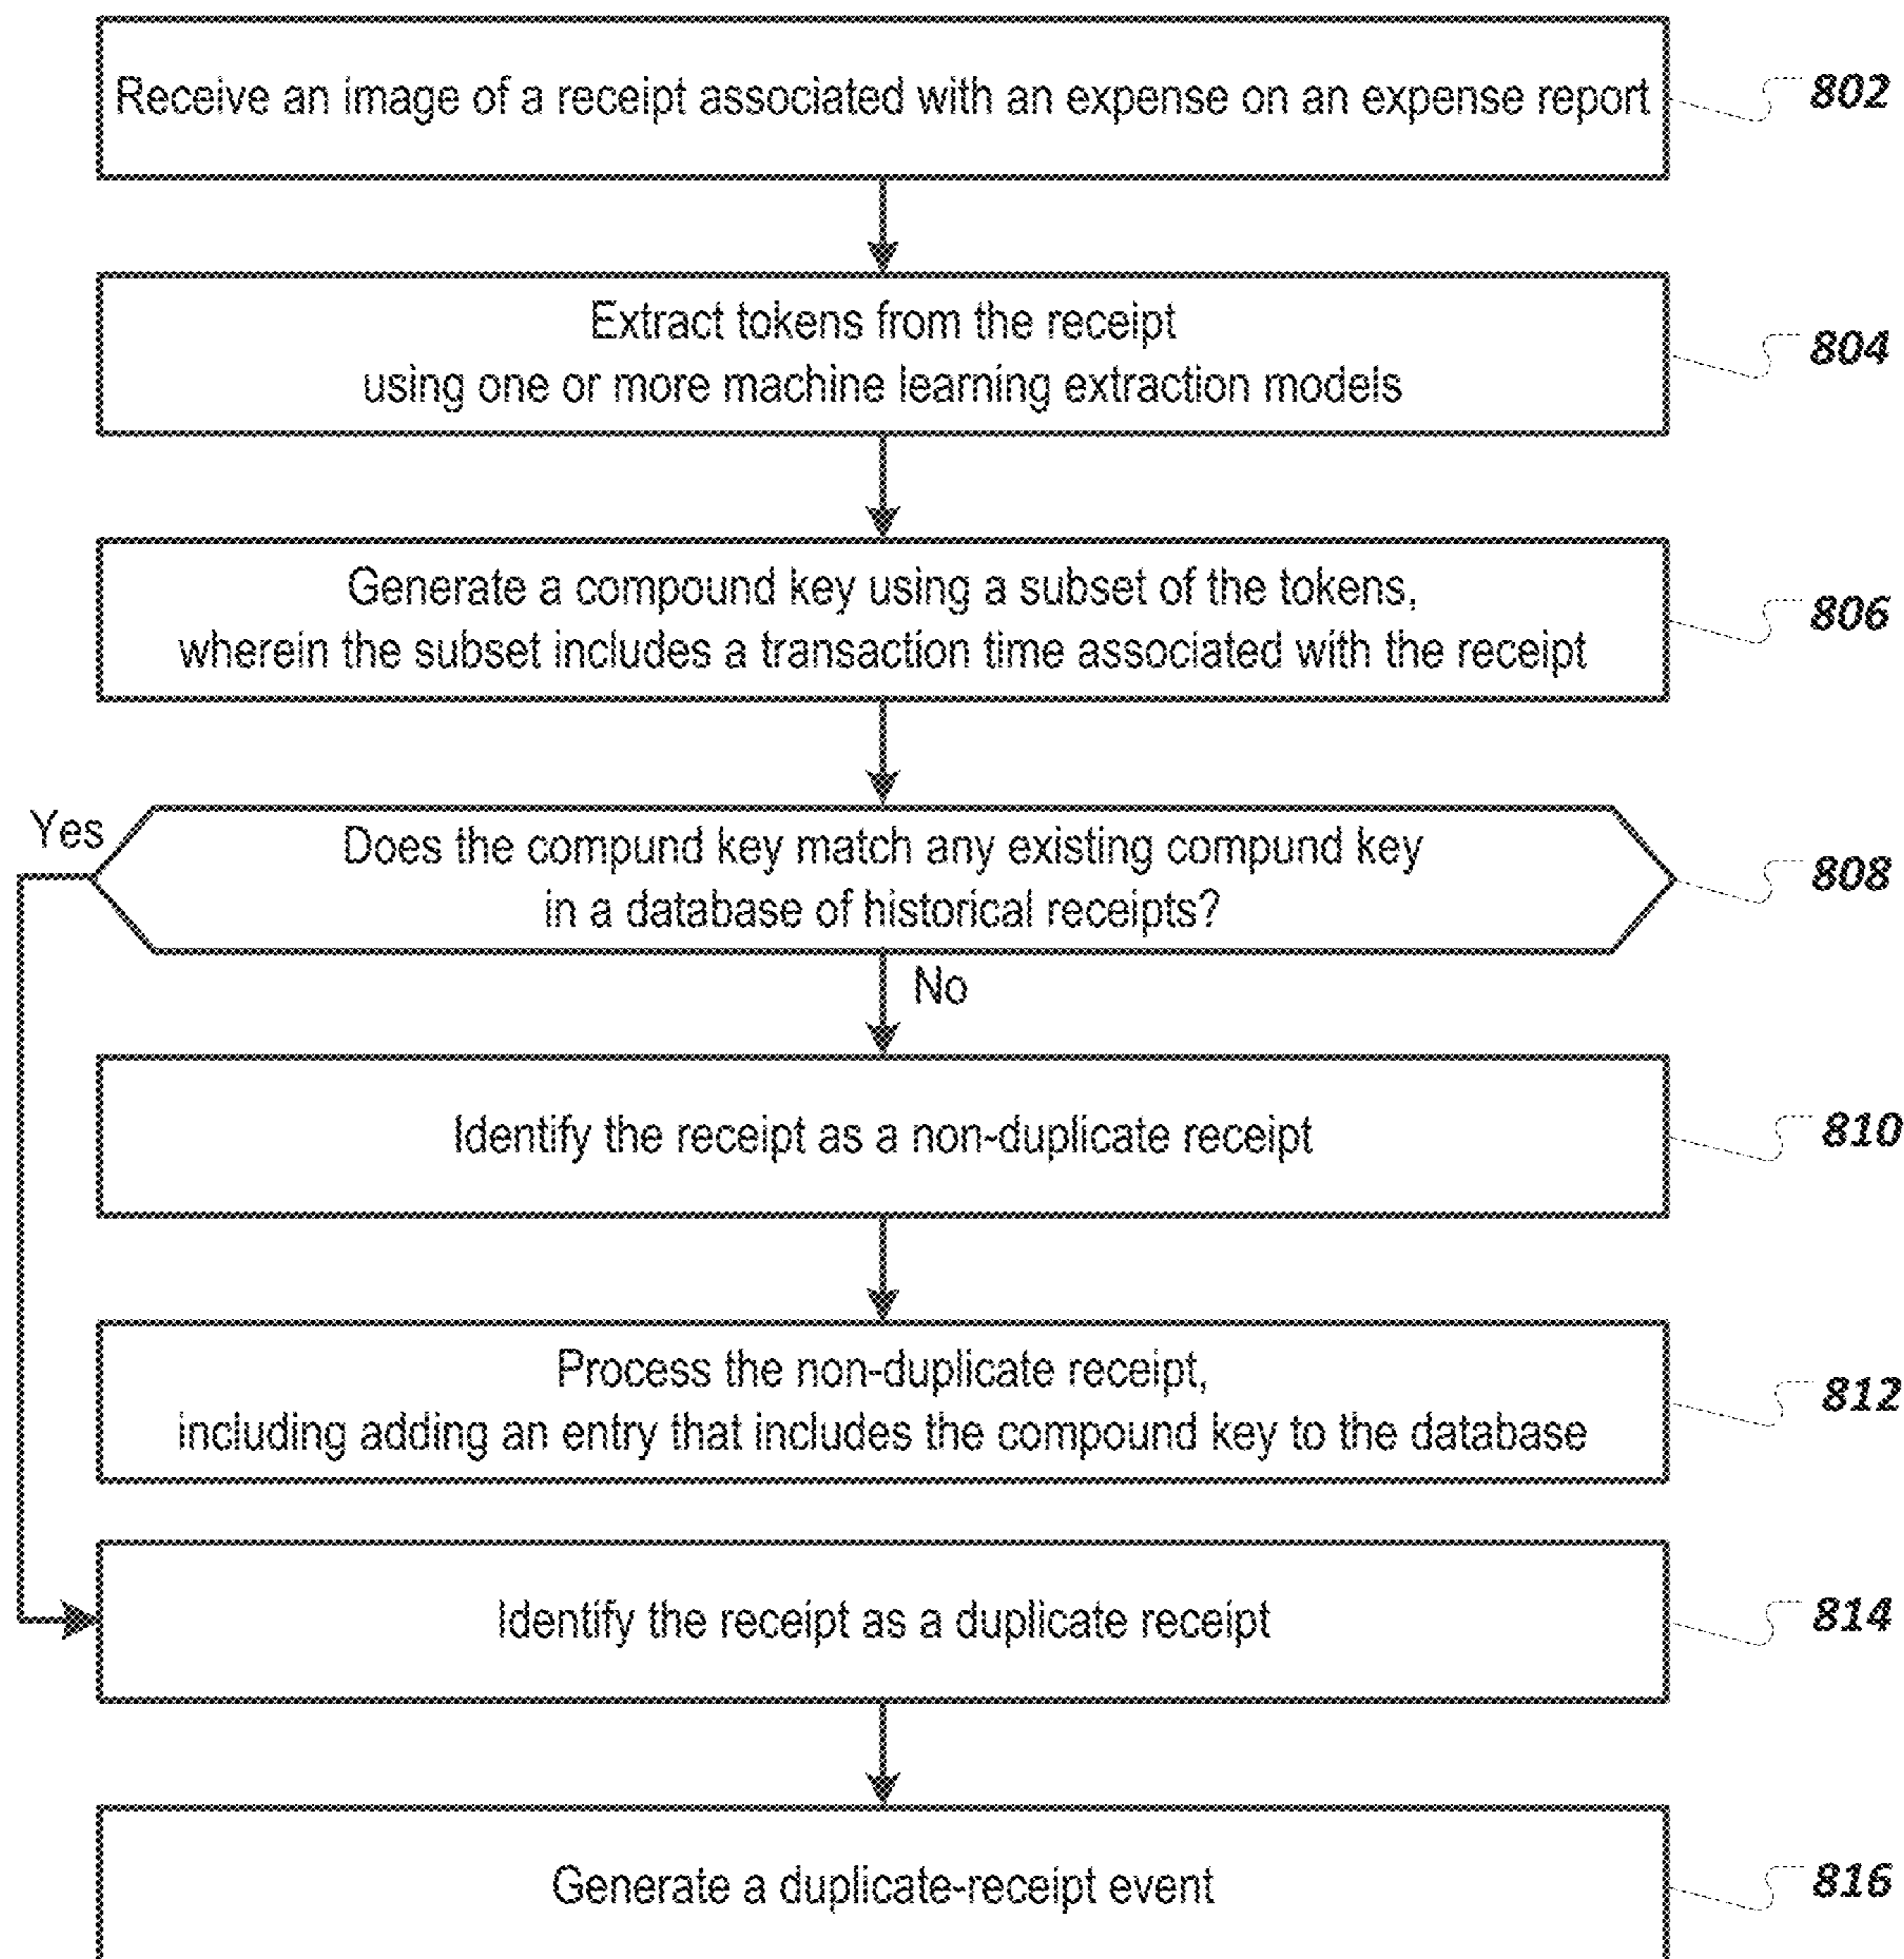 Receive an image of a receipt associated with an expense on an expense report
802
Extract tokens from the receipt
using one or more machine learning extraction models
804
Generate a compound key using a subset of the tokens,
wherein the subset includes a transaction time associated with the receipt
806
Yes
Does the compund key match any existing compund key
in a database of historical receipts?
808
No
Identify the receipt as a non-duplicate receipt
810
Process the non-duplicate receipt,
including adding an entry that includes the compound key to the database
812
Identify the receipt as a duplicate receipt
814
Generate a duplicate-receipt event
816